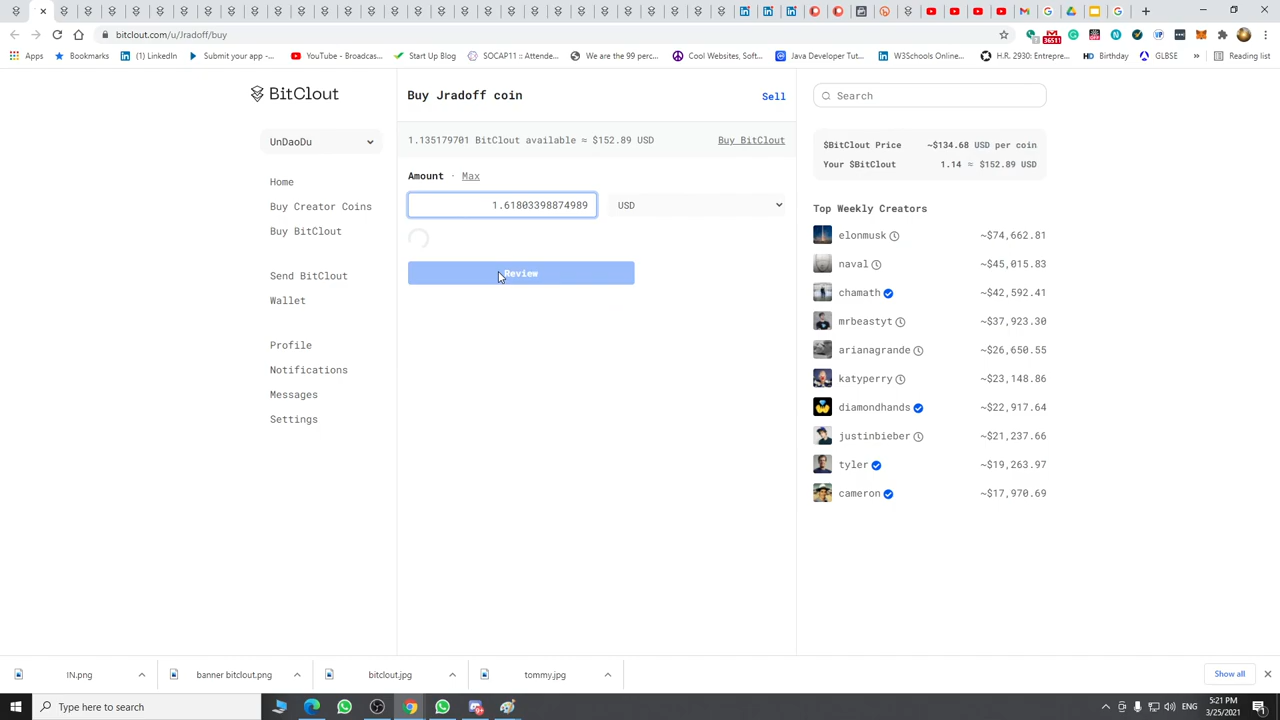 bitclout.com/u/Jradoff/buy
36511
Apps
Bookmarks
(1) LinkedIn
Submit your app -...
YouTube - Broadcas...
Start Up Blog
SOCAP11 :: Attende...
We are the 99 perc...
Cool Websites, Soft...
Java Developer Tut...
W3Schools Onlin...
H.R. 2930: Entrepre...
HD Birthday
GLBSE
»
Reading list
BitClout
UnDaoDu
Home
Buy Creator Coins
Buy BitClout
Send BitClout
Wallet
Profile
Notifications
Messages
Settings
Buy Jradoff coin
Sell
1.135179701 BitClout available ≈ $152.89 USD
Buy BitClout
Amount · Max
1.61803398874989
USD
Review
Search
$BitClout Price ~$134.68 USD per coin
Your $BitClout 1.14 ≈ $152.89 USD
Top Weekly Creators
elonmusk ~$74,662.81
naval ~$45,015.83
chamath ~$42,592.41
mrbeastyt ~$37,923.30
arianagrande ~$26,650.55
katyperry ~$23,148.86
diamondhands ~$22,917.64
justinbieber ~$21,237.66
tyler ~$19,263.97
cameron ~$17,970.69
IN.png
banner bitclout.png
bitclout.jpg
tommy.jpg
Show all
Type here to search
ENG
5:21 PM
3/25/2021